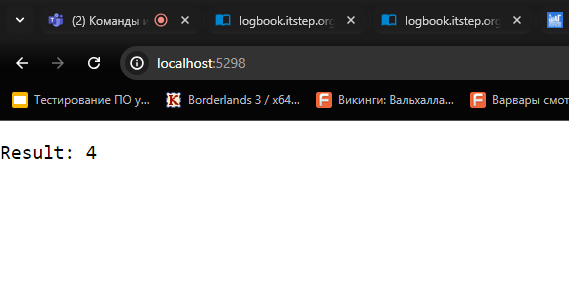 (2) Команды и
logbook.itstep.org
logbook.itstep.org
localhost:5298
Тестирование ПО у...
Borderlands 3 / x64...
Викинги: Вальхалла...
Варвары смот
Result: 4